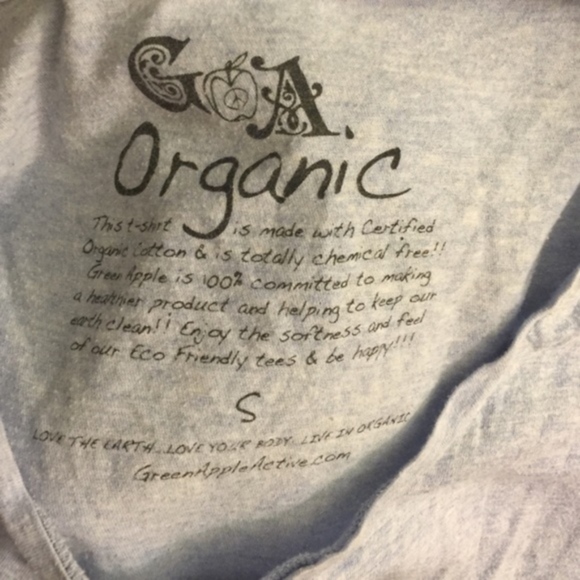 G A.
Organic
This t-shirt is made with Certified
Organic Cotton & is totally chemical free!!
Green Apple is 100% committed to making
a healthier product and helping to keep our
earth clean!! Enjoy the softness and feel
of our Eco Friendly tees & be happy!!!
S
LOVE THE EARTH...LOVE YOUR BODY...LIVE IN ORGANIC
GreenAppleActive.com